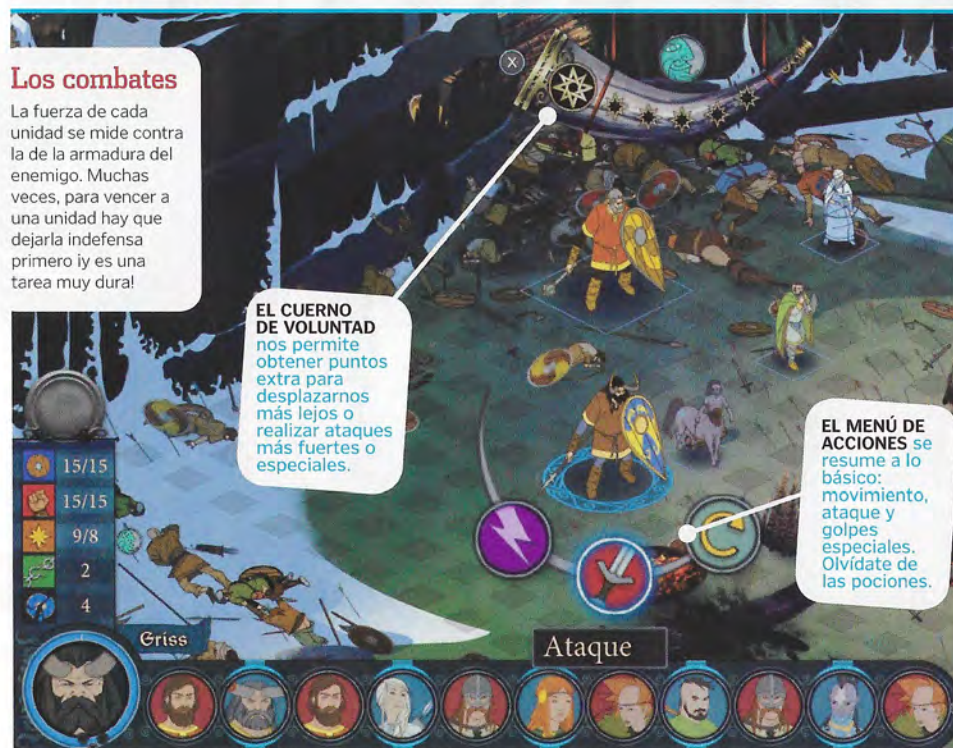 Los combates
La fuerza de cada
unidad se mide contra
la de la armadura del
enemigo. Muchas
veces, para vencer a
una unidad hay que
dejarla indefensa
primero ¡y es una
tarea muy dura!
X
EL CUERNO
DE VOLUNTAD
nos permite
obtener puntos
extra para
desplazarnos
más lejos o
realizar ataques
más fuertes o
especiales.
EL MENÚ DE
ACCIONES se
resume a lo
básico:
movimiento,
ataque y
golpes
especiales.
Olvídate de
las pociones.
15/15
15/15
9/8
2
4
Griss
Ataque